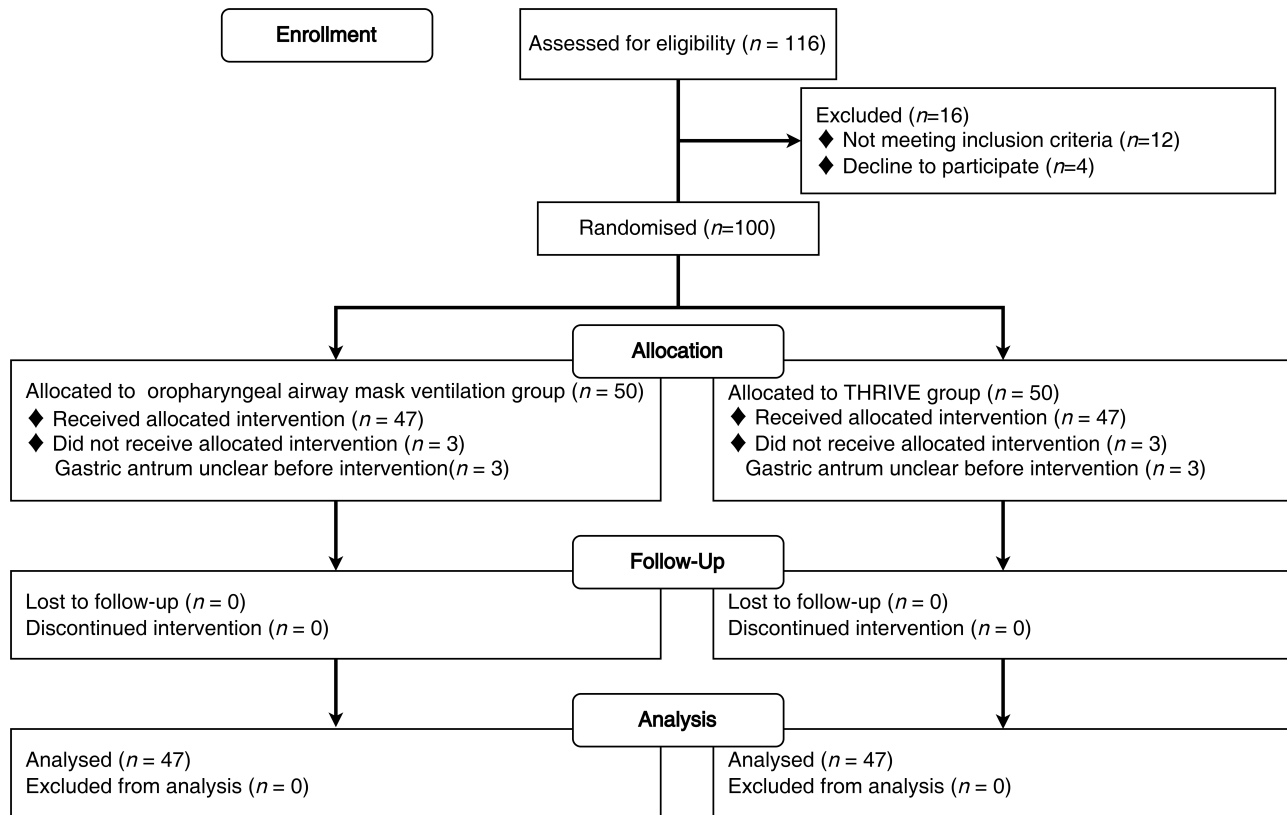 Enrollment
Assessed for eligibility (n = 116)
Excluded (n=16)
♦ Not meeting inclusion criteria (n=12)
♦ Decline to participate (n=4)
Randomised (n=100)
Allocation
Allocated to oropharyngeal airway mask ventilation group (n = 50)
♦ Received allocated intervention (n = 47)
♦ Did not receive allocated intervention (n = 3)
Gastric antrum unclear before intervention(n = 3)
Allocated to THRIVE group (n = 50)
♦ Received allocated intervention (n = 47)
♦ Did not receive allocated intervention (n = 3)
Gastric antrum unclear before intervention (n = 3)
Follow-Up
Lost to follow-up (n = 0)
Discontinued intervention (n = 0)
Lost to follow-up (n = 0)
Discontinued intervention (n = 0)
Analysis
Analysed (n = 47)
Excluded from analysis (n = 0)
Analysed (n = 47)
Excluded from analysis (n = 0)